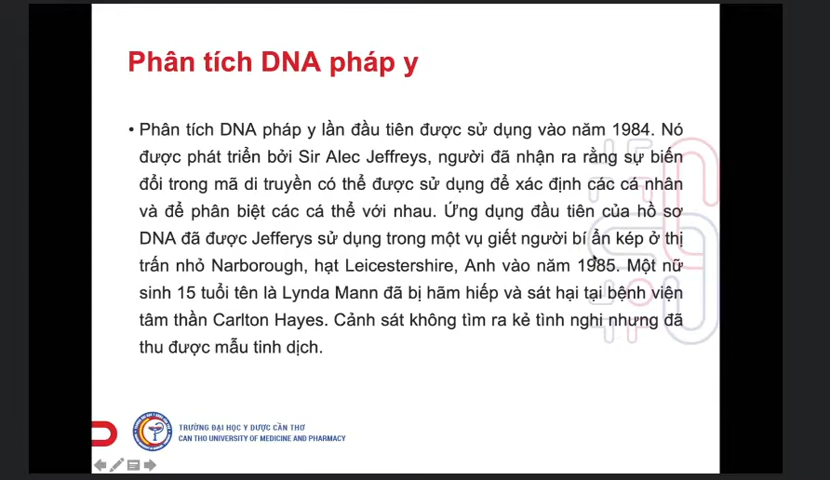 Phân tích DNA pháp y
• Phân tích DNA pháp y lần đầu tiên được sử dụng vào năm 1984. Nó
được phát triển bởi Sir Alec Jeffreys, người đã nhận ra rằng sự biến
đổi trong mã di truyền có thể được sử dụng để xác định các cá nhân
và để phân biệt các cá thể với nhau. Ứng dụng đầu tiên của hồ sơ
DNA đã được Jefferys sử dụng trong một vụ giết người bí ẩn kép ở thị
trấn nhỏ Narborough, hạt Leicestershire, Anh vào năm 1985. Một nữ
sinh 15 tuổi tên là Lynda Mann đã bị hãm hiếp và sát hại tại bệnh viện
tâm thần Carlton Hayes. Cảnh sát không tìm ra kẻ tình nghi nhưng đã
thu được mẫu tinh dịch.
TRƯỜNG ĐẠI HỌC Y DƯỢC CẦN THƠ
CAN THO UNIVERSITY OF MEDICINE AND PHARMACY